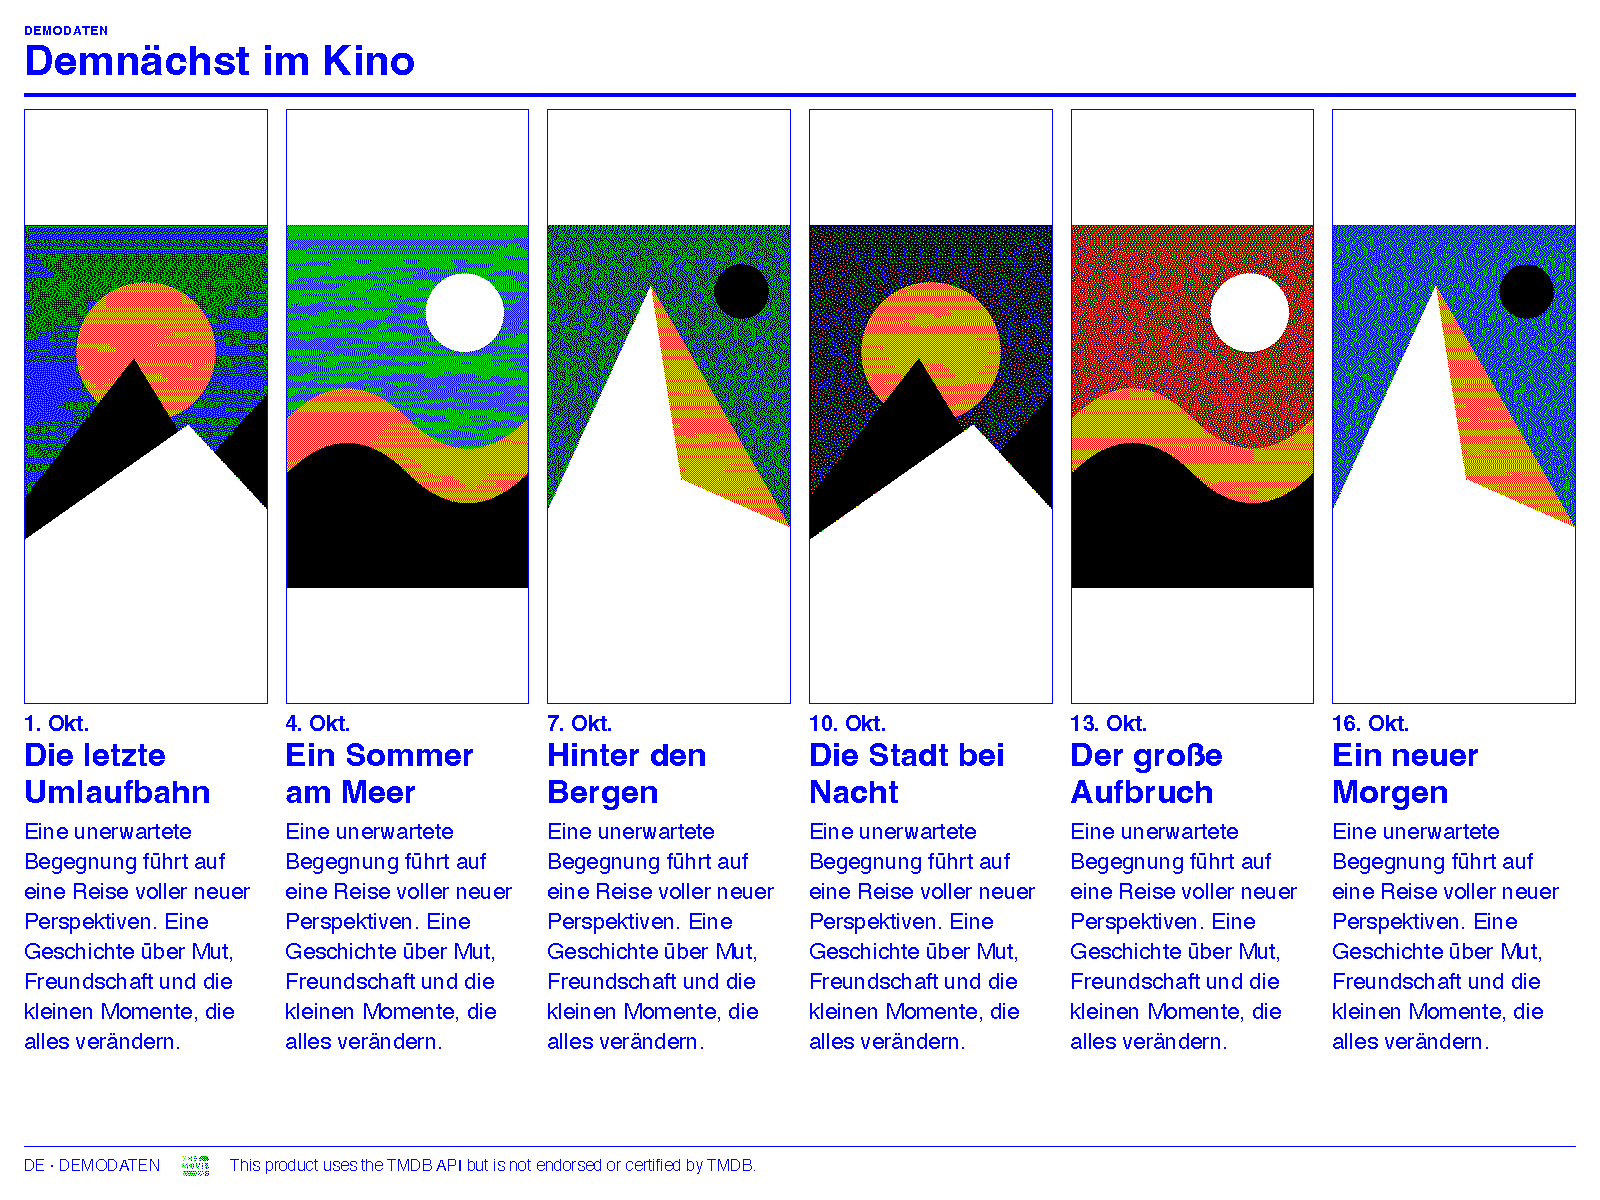 DEMODATEN
Demnächst im Kino
1. Okt.
Die letzte
Umlaufbahn
Eine unerwartete
Begegnung führt auf
eine Reise voller neuer
Perspektiven. Eine
Geschichte über Mut,
Freundschaft und die
kleinen Momente, die
alles verändern.
4. Okt.
Ein Sommer
am Meer
Eine unerwartete
Begegnung führt auf
eine Reise voller neuer
Perspektiven. Eine
Geschichte über Mut,
Freundschaft und die
kleinen Momente, die
alles verändern.
7. Okt.
Hinter den
Bergen
Eine unerwartete
Begegnung führt auf
eine Reise voller neuer
Perspektiven. Eine
Geschichte über Mut,
Freundschaft und die
kleinen Momente, die
alles verändern.
10. Okt.
Die Stadt bei
Nacht
Eine unerwartete
Begegnung führt auf
eine Reise voller neuer
Perspektiven. Eine
Geschichte über Mut,
Freundschaft und die
kleinen Momente, die
alles verändern.
13. Okt.
Der große
Aufbruch
Eine unerwartete
Begegnung führt auf
eine Reise voller neuer
Perspektiven. Eine
Geschichte über Mut,
Freundschaft und die
kleinen Momente, die
alles verändern.
16. Okt.
Ein neuer
Morgen
Eine unerwartete
Begegnung führt auf
eine Reise voller neuer
Perspektiven. Eine
Geschichte über Mut,
Freundschaft und die
kleinen Momente, die
alles verändern.
DE · DEMODATEN
This product uses the TMDB API but is not endorsed or certified by TMDB.